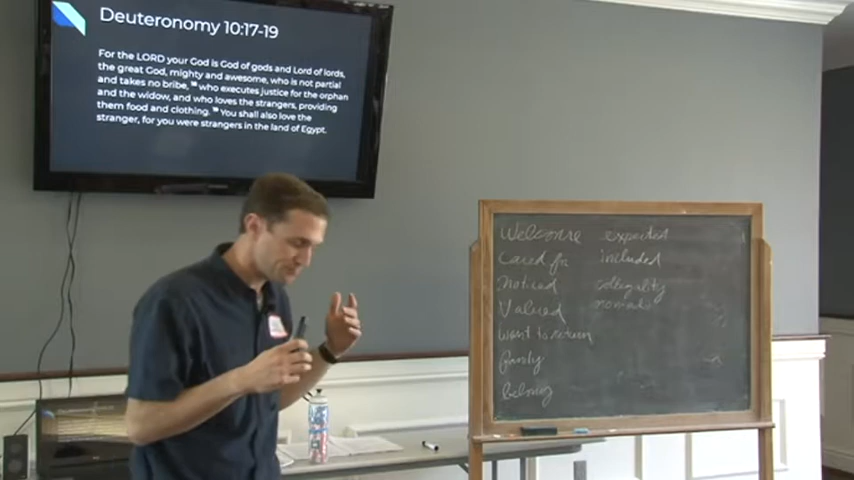 Deuteronomy 10:17-19
For the LORD your God is God of gods and Lord of lords,
the great God, mighty and awesome, who is not partial
and takes no bribe, 18 who executes justice for the orphan
and the widow, and who loves the strangers, providing
them food and clothing. 19 You shall also love the
stranger, for you were strangers in the land of Egypt.
Welcome expected
Cared for included
Noticed collegiality
Valued nomads
Want to return
Family
Belong